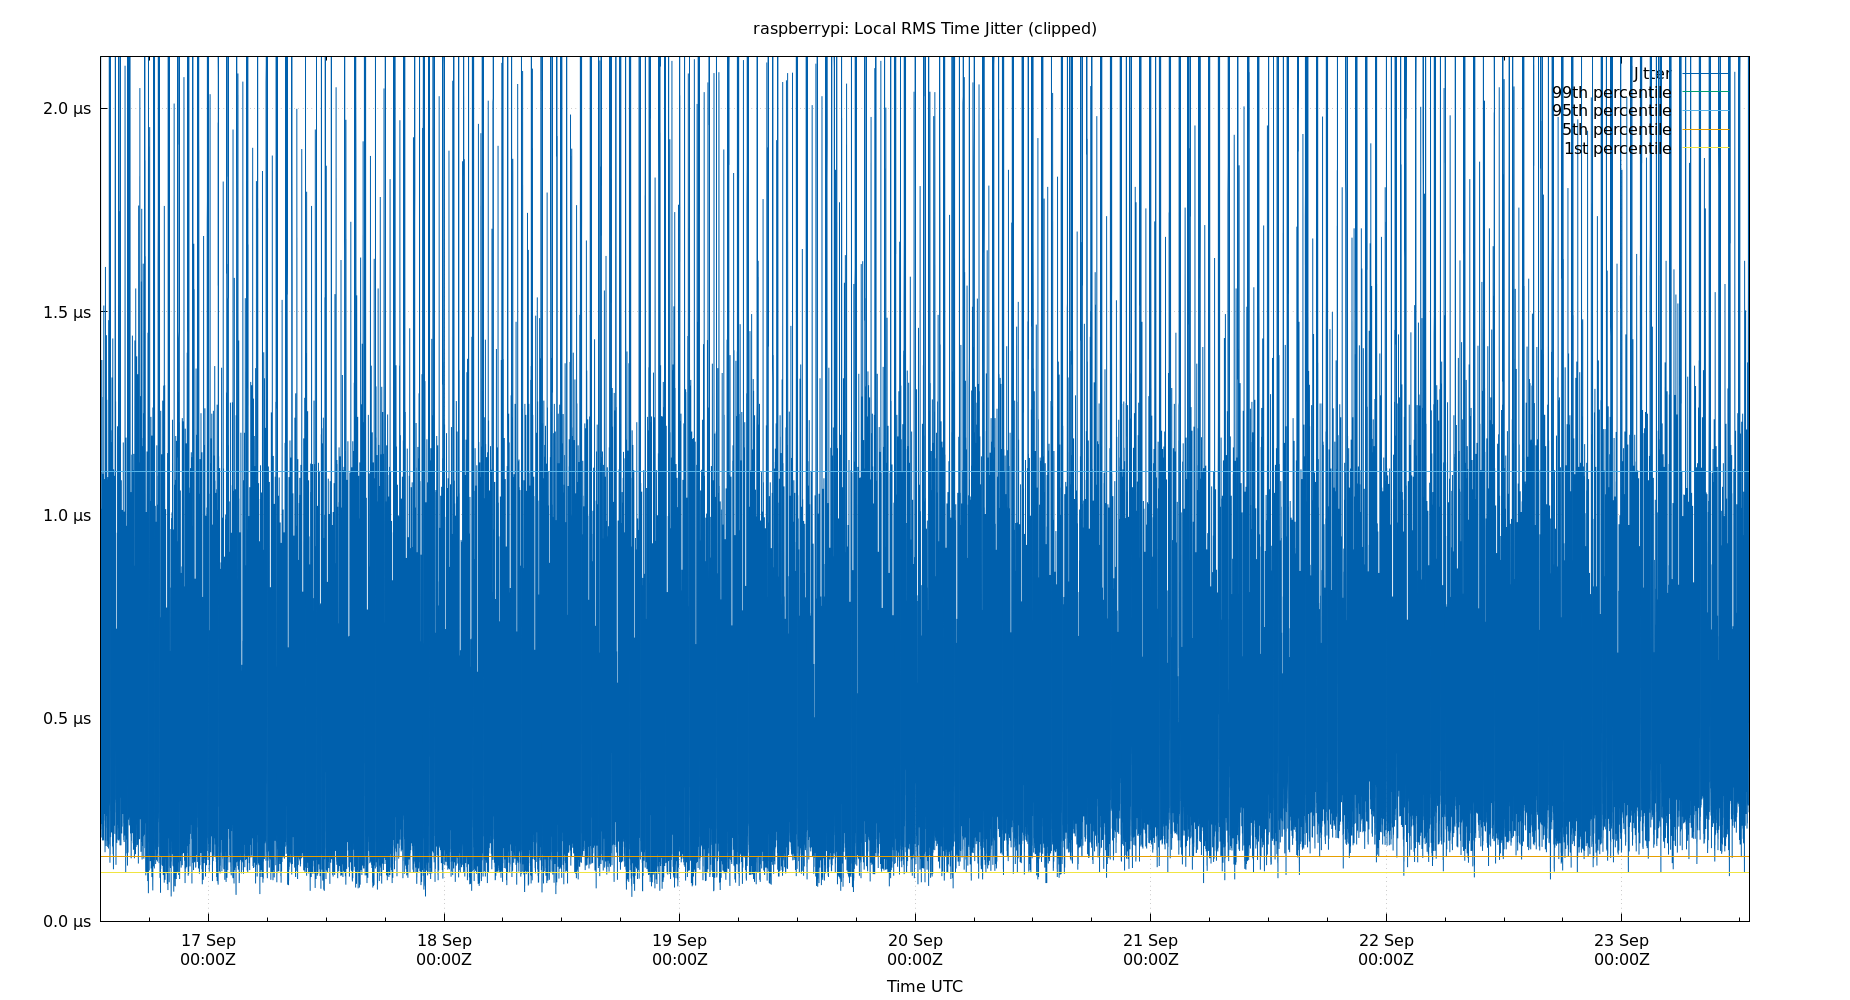 raspberrypi: Local RMS Time Jitter (clipped)
Jitter
99th percentile
95th percentile
5th percentile
1st percentile
2.0 μs
1.5 μs
1.0 μs
0.5 μs
0.0 μs
17 Sep
00:00Z
18 Sep
00:00Z
19 Sep
00:00Z
20 Sep
00:00Z
21 Sep
00:00Z
22 Sep
00:00Z
23 Sep
00:00Z
Time UTC